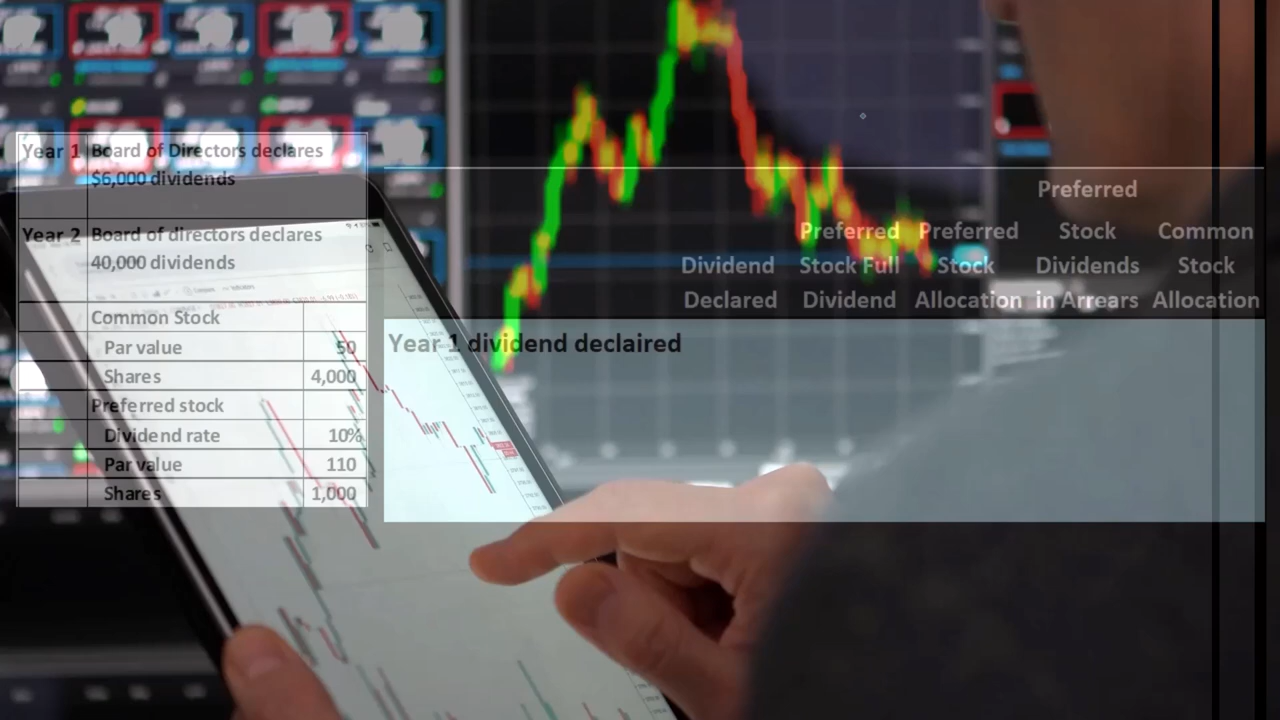 Year 1 Board of Directors declares
$6,000 dividends
Year 2 Board of directors declares
40,000 dividends
Common Stock
Par value 50
Shares 4,000
Preferred stock
Dividend rate 10%
Par value 110
Shares 1,000
Preferred
Preferred Preferred Stock Common
Dividend Stock Full Stock Dividends Stock
Declared Dividend Allocation in Arrears Allocation
Year 1 dividend declaired